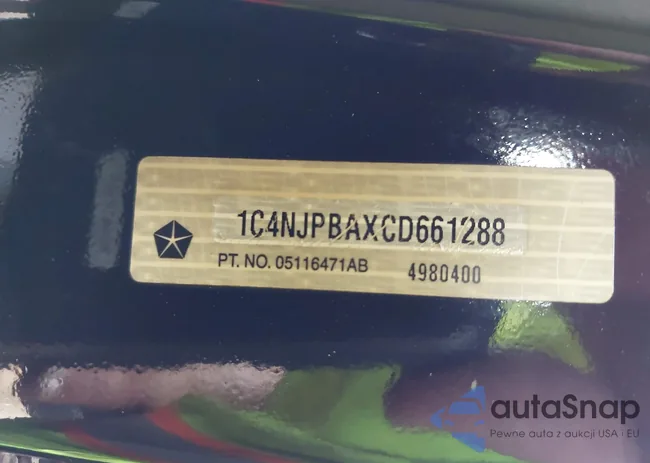 1C4NJPBAXCD661288
PT. NO. 05116471AB 4980400
autaSnap
Pewne auta z aukcji USA · EU